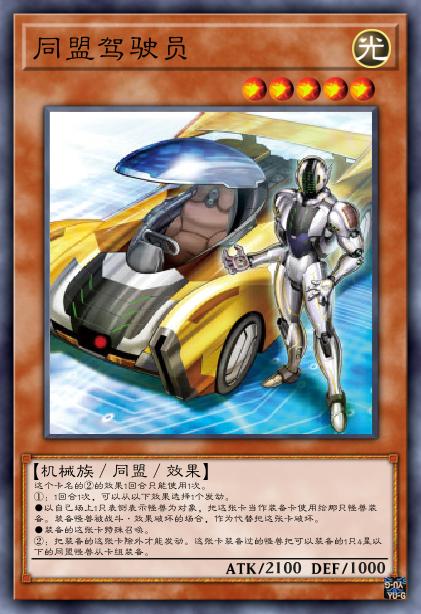 同盟驾驶员
光
【机械族／同盟／效果】
这个卡名的②的效果1回合只能使用1次。
①：1回合1次，可以从以下效果选择1个发动。
●以自己场上1只表侧表示怪兽为对象，把这张卡当作装备卡使用给那只怪兽装
备。装备怪兽被战斗·效果破坏的场合，作为代替把这张卡破坏。
●装备的这张卡特殊召唤。
②：把装备的这张卡除外才能发动。这张卡装备过的怪兽把可以装备的1只4星以
下的同盟怪兽从卡组装备。
ATK/2100 DEF/1000